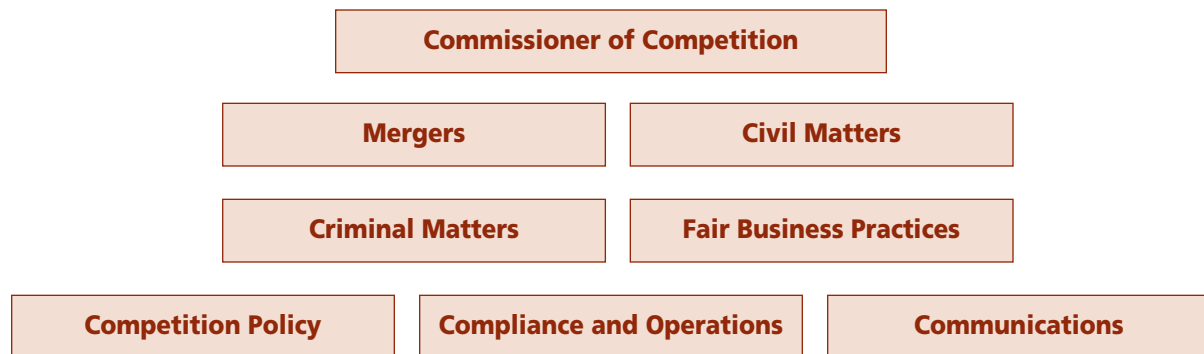 Commissioner of Competition
Mergers
Civil Matters
Criminal Matters
Fair Business Practices
Competition Policy
Compliance and Operations
Communications